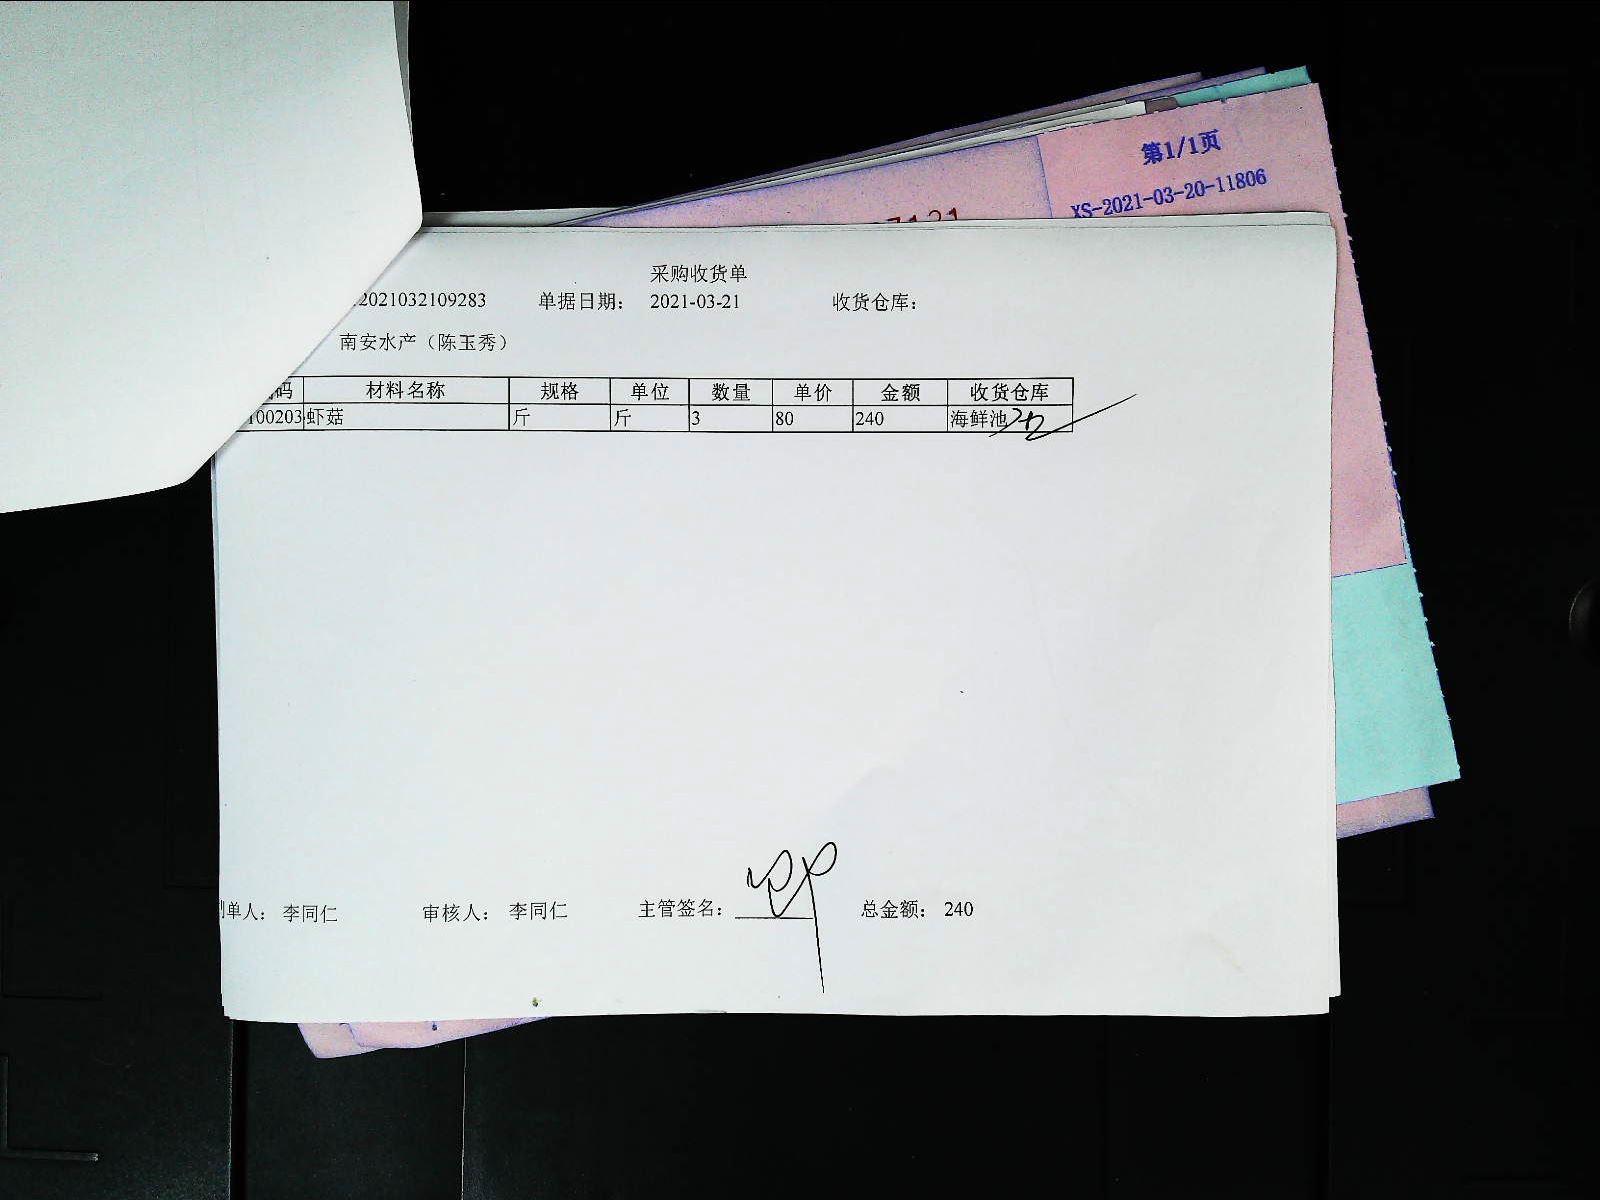 第1/1页
XS-2021-03-20-11806
采购收货单
2021032109283 单据日期： 2021-03-21 收货仓库：
南安水产（陈玉秀）
码 材料名称 规格 单位 数量 单价 金额 收货仓库
100203 虾菇 斤 斤 3 80 240 海鲜池
单人： 李同仁 审核人： 李同仁 主管签名： 总金额： 240